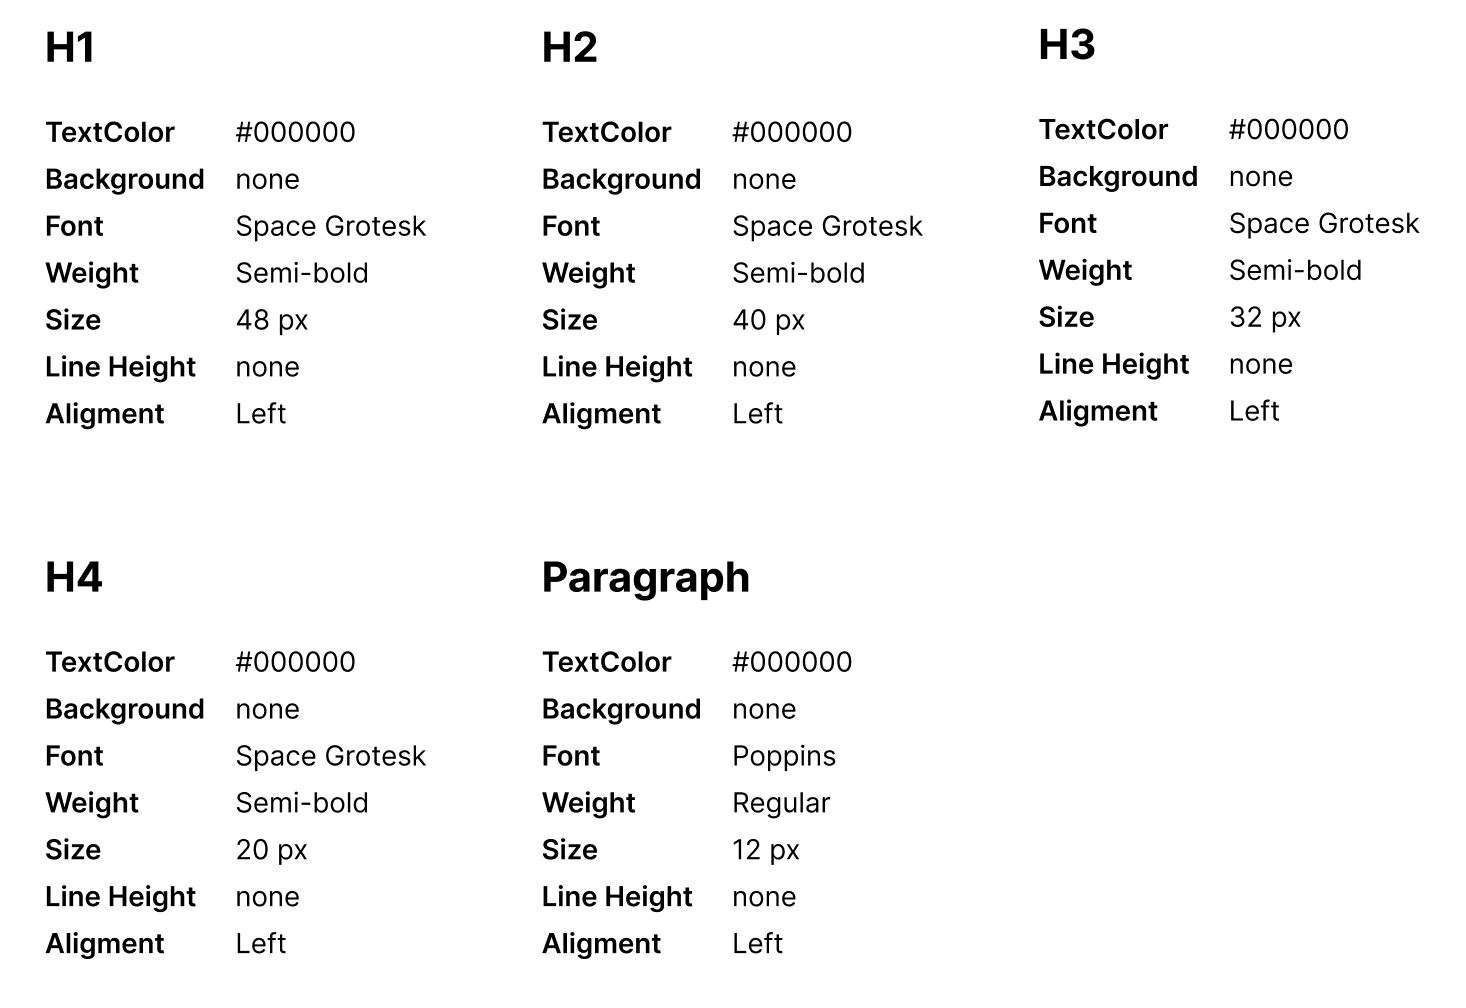 H1
TextColor #000000
Background none
Font Space Grotesk
Weight Semi-bold
Size 48 px
Line Height none
Aligment Left
H2
TextColor #000000
Background none
Font Space Grotesk
Weight Semi-bold
Size 40 px
Line Height none
Aligment Left
H3
TextColor #000000
Background none
Font Space Grotesk
Weight Semi-bold
Size 32 px
Line Height none
Aligment Left
H4
TextColor #000000
Background none
Font Space Grotesk
Weight Semi-bold
Size 20 px
Line Height none
Aligment Left
Paragraph
TextColor #000000
Background none
Font Poppins
Weight Regular
Size 12 px
Line Height none
Aligment Left